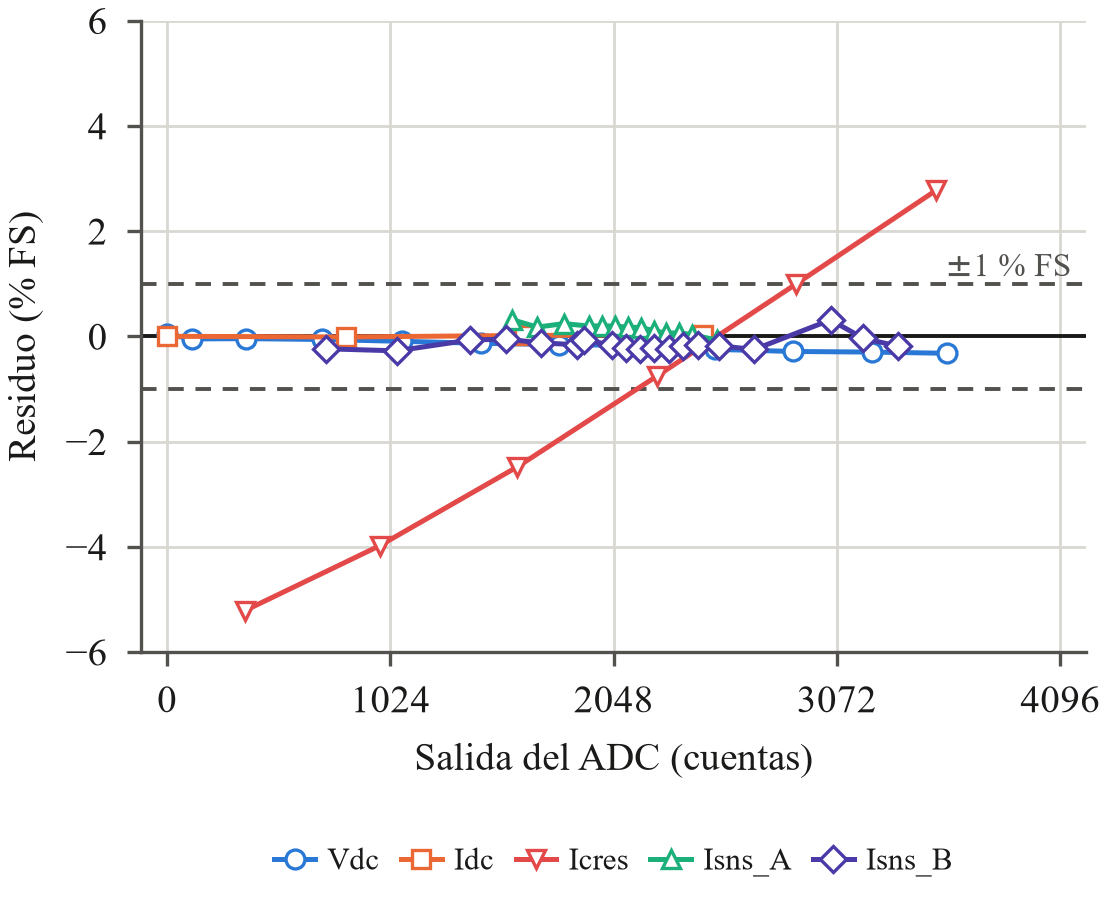 6
4
2
0
−2
−4
−6
Residuo (% FS)
±1 % FS
0 1024 2048 3072 4096
Salida del ADC (cuentas)
Vdc Idc Icres Isns_A Isns_B